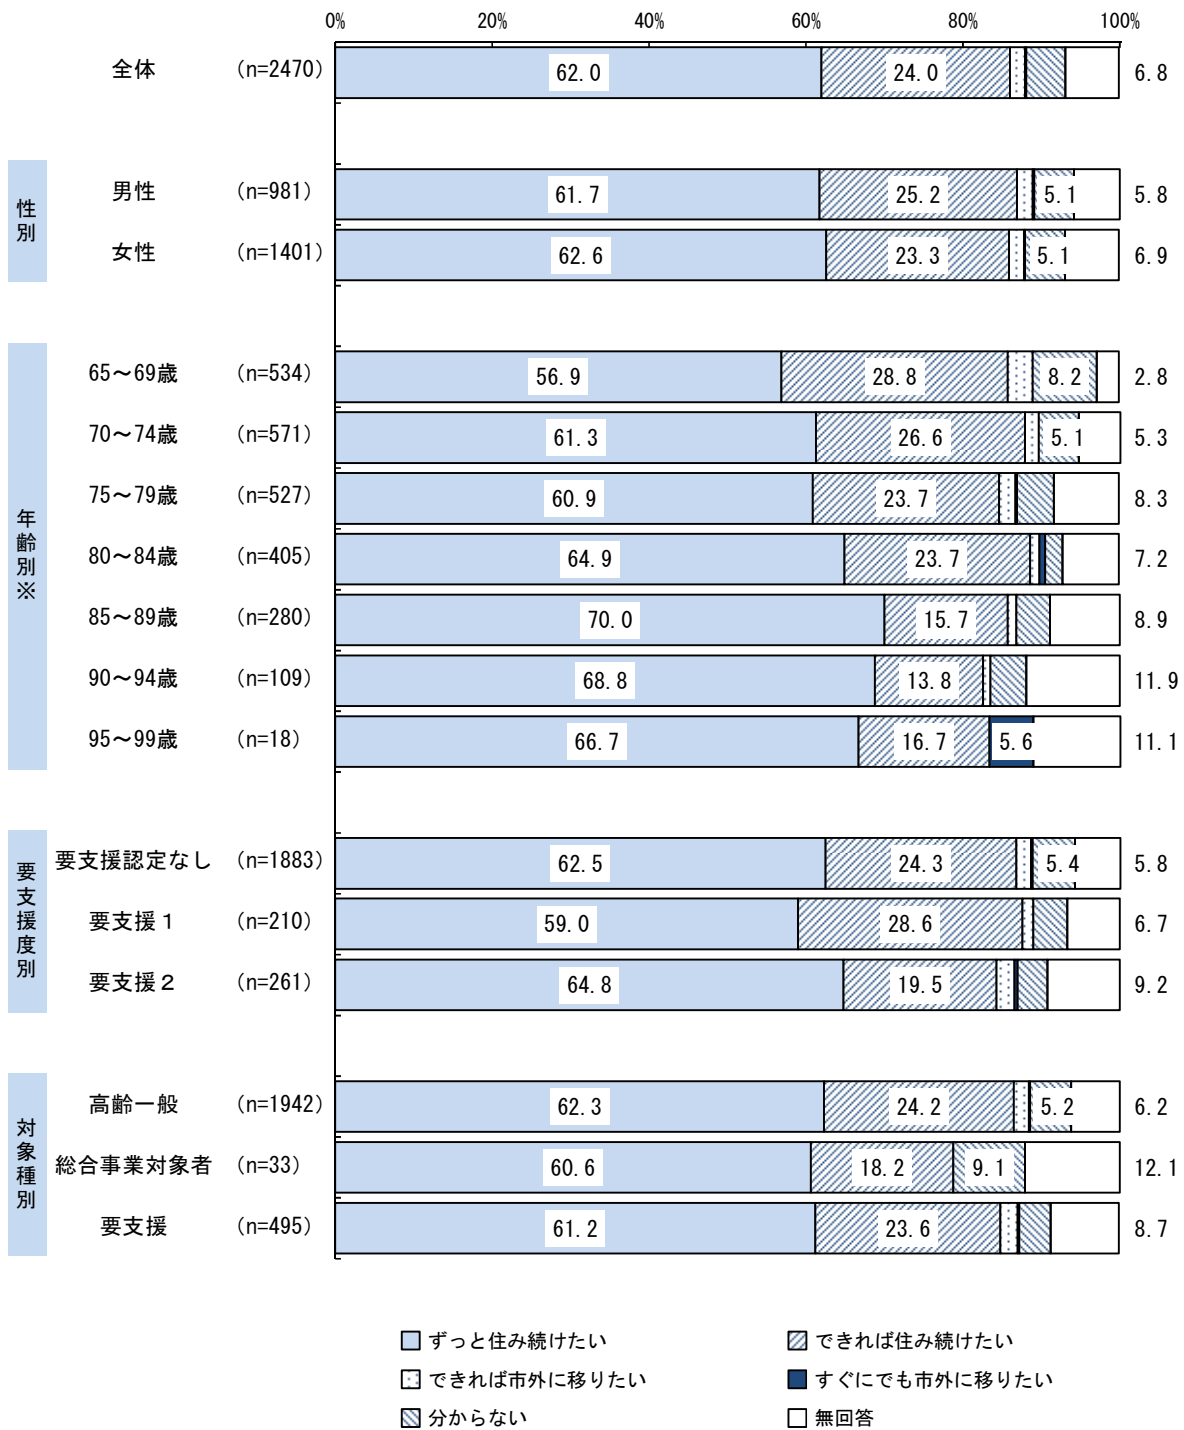 0% 20% 40% 60% 80% 100%
全体 (n=2470) 62.0 24.0 6.8
性別
男性 (n=981) 61.7 25.2 5.1 5.8
女性 (n=1401) 62.6 23.3 5.1 6.9
年齢別※
65～69歳 (n=534) 56.9 28.8 8.2 2.8
70～74歳 (n=571) 61.3 26.6 5.1 5.3
75～79歳 (n=527) 60.9 23.7 8.3
80～84歳 (n=405) 64.9 23.7 7.2
85～89歳 (n=280) 70.0 15.7 8.9
90～94歳 (n=109) 68.8 13.8 11.9
95～99歳 (n=18) 66.7 16.7 5.6 11.1
要支援度別
要支援認定なし (n=1883) 62.5 24.3 5.4 5.8
要支援１ (n=210) 59.0 28.6 6.7
要支援２ (n=261) 64.8 19.5 9.2
対象種別
高齢一般 (n=1942) 62.3 24.2 5.2 6.2
総合事業対象者 (n=33) 60.6 18.2 9.1 12.1
要支援 (n=495) 61.2 23.6 8.7
ずっと住み続けたい できれば住み続けたい
できれば市外に移りたい すぐにでも市外に移りたい
分からない 無回答